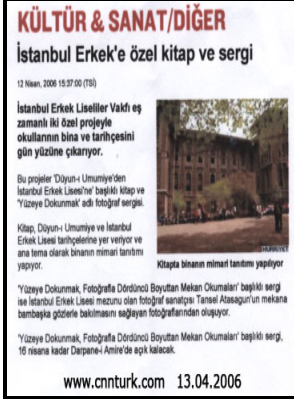 KÜLTÜR & SANAT/DİĞER
İstanbul Erkek'e özel kitap ve sergi
12 Nisan, 2006 15:37:00 (TSİ)
İstanbul Erkek Liseliler Vakfı eş
zamanlı iki özel projeyle
okullarının bina ve tarihçesini
gün yüzüne çıkarıyor.
Bu projeler 'Düyun-ı Umumiye'den
İstanbul Erkek Lisesi'ne' başlıklı kitap ve
'Yüzeye Dokunmak' adlı fotoğraf sergisi.
Kitap, Düyun-ı Umumiye ve İstanbul
Erkek Lisesi tarihçelerine yer veriyor ve
ana tema olarak binanın mimari tanıtımı
yapıyor.
HÜRRİYET
Kitapta binanın mimari tanıtımı yapılıyor
'Yüzeye Dokunmak, Fotoğrafla Dördüncü Boyuttan Mekan Okumaları' başlıklı sergi
ise İstanbul Erkek Lisesi mezunu olan fotoğraf sanatçısı Tansel Atasagun'un mekana
bambaşka gözlerle bakılmasını sağlayan fotoğraflarından oluşuyor.
'Yüzeye Dokunmak, Fotoğrafla Dördüncü Boyuttan Mekan Okumaları' başlıklı sergi,
16 nisana kadar Darpane-i Amire'de açık kalacak.
www.cnnturk.com 13.04.2006